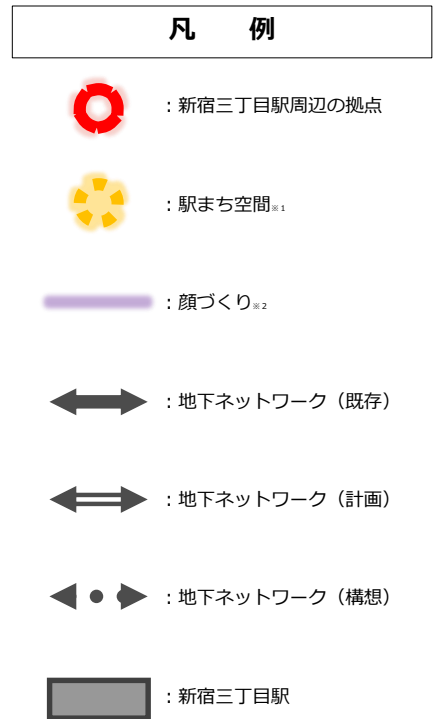 凡 例
：新宿三丁目駅周辺の拠点
：駅まち空間※1
：顔づくり※2
：地下ネットワーク（既存）
：地下ネットワーク（計画）
：地下ネットワーク（構想）
：新宿三丁目駅